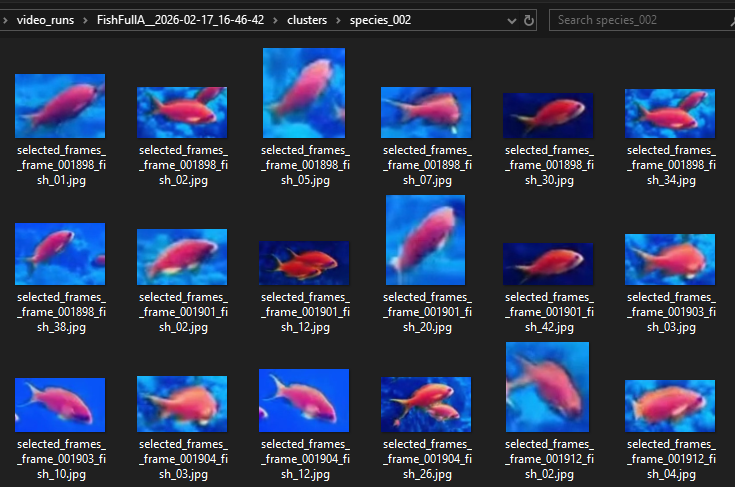 video_runs > FishFullA__2026-02-17_16-46-42 > clusters > species_002
Search species_002
selected_frames_
_frame_001898_fi
sh_01.jpg
selected_frames_
_frame_001898_fi
sh_02.jpg
selected_frames_
_frame_001898_fi
sh_05.jpg
selected_frames_
_frame_001898_fi
sh_07.jpg
selected_frames_
_frame_001898_fi
sh_30.jpg
selected_frames_
_frame_001898_fi
sh_34.jpg
selected_frames_
_frame_001898_fi
sh_38.jpg
selected_frames_
_frame_001901_fi
sh_02.jpg
selected_frames_
_frame_001901_fi
sh_12.jpg
selected_frames_
_frame_001901_fi
sh_20.jpg
selected_frames_
_frame_001901_fi
sh_42.jpg
selected_frames_
_frame_001903_fi
sh_03.jpg
selected_frames_
_frame_001903_fi
sh_10.jpg
selected_frames_
_frame_001904_fi
sh_03.jpg
selected_frames_
_frame_001904_fi
sh_12.jpg
selected_frames_
_frame_001904_fi
sh_26.jpg
selected_frames_
_frame_001912_fi
sh_02.jpg
selected_frames_
_frame_001912_fi
sh_04.jpg